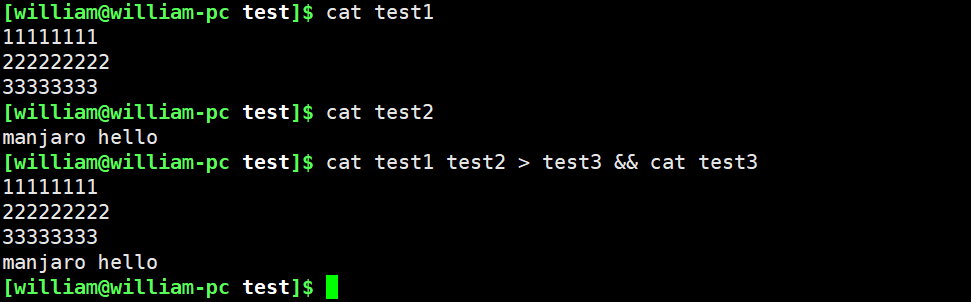 [william@william-pc test]$ cat test1
11111111
222222222
33333333
[william@william-pc test]$ cat test2
manjaro hello
[william@william-pc test]$ cat test1 test2 > test3 && cat test3
11111111
222222222
33333333
manjaro hello
[william@william-pc test]$